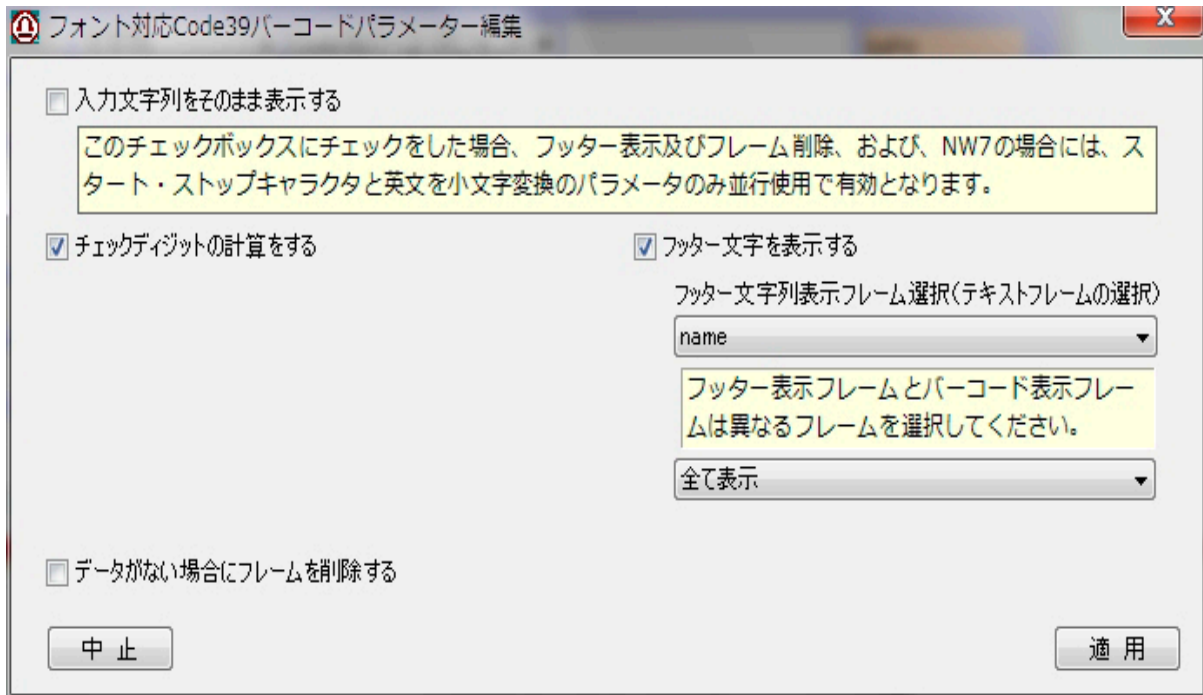 フォント対応Code39バーコードパラメーター編集
X
入力文字列をそのまま表示する
このチェックボックスにチェックをした場合、フッター表示及びフレーム削除、および、NW7の場合には、ス
タート・ストップキャラクタと英文を小文字変換のパラメータのみ並行使用で有効となります。
チェックディジットの計算をする
フッター文字を表示する
フッター文字列表示フレーム選択(テキストフレームの選択)
name
フッター表示フレームとバーコード表示フレー
ムは異なるフレームを選択してください。
全て表示
データがない場合にフレームを削除する
中 止
適 用